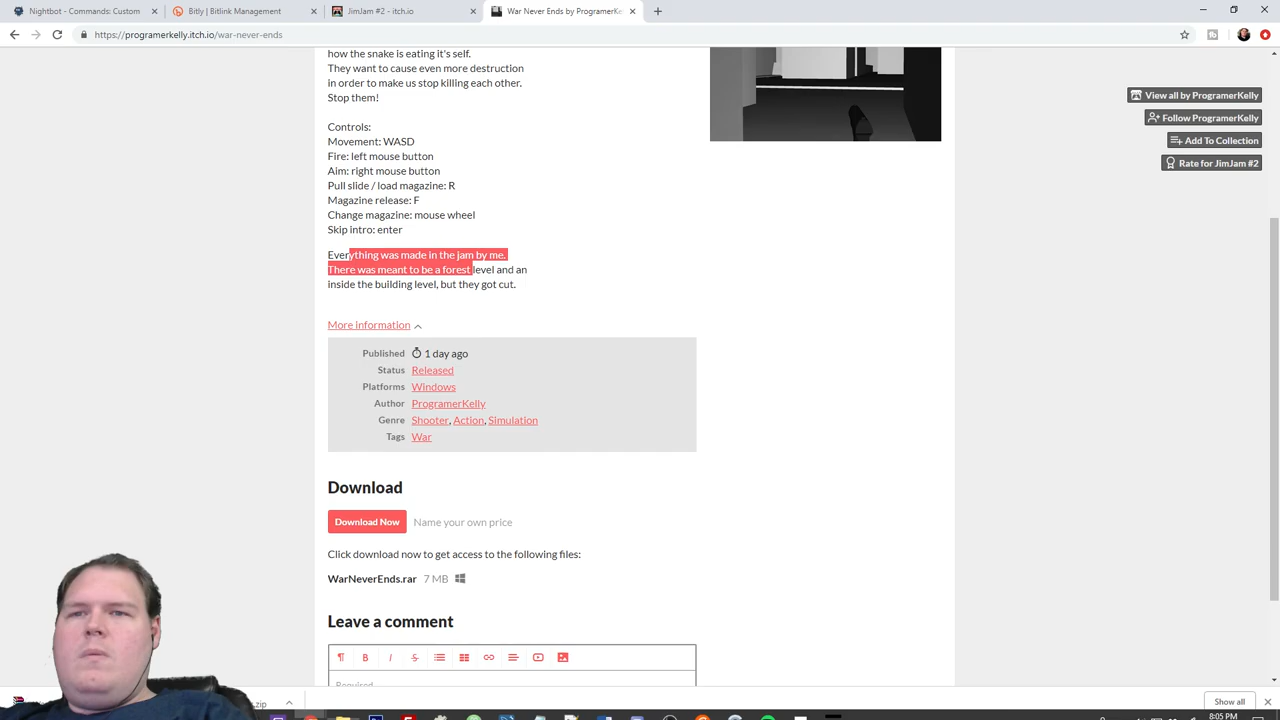 Nightbot - Commands: Custom
Bitly | Bitlink Management
JimJam #2 - itch.io
War Never Ends by ProgramerKe
https://programerkelly.itch.io/war-never-ends
how the snake is eating it's self.
They want to cause even more destruction
in order to make us stop killing each other.
Stop them!
Controls:
Movement: WASD
Fire: left mouse button
Aim: right mouse button
Pull slide / load magazine: R
Magazine release: F
Change magazine: mouse wheel
Skip intro: enter
Everything was made in the jam by me.
There was meant to be a forest level and an
inside the building level, but they got cut.
More information
Published 1 day ago
Status Released
Platforms Windows
Author ProgramerKelly
Genre Shooter, Action, Simulation
Tags War
Download
Download Now Name your own price
Click download now to get access to the following files:
WarNeverEnds.rar 7 MB
Leave a comment
B I S
Required
View all by ProgramerKelly
Follow ProgramerKelly
Add To Collection
Rate for JimJam #2
.zip
Show all
8:05 PM